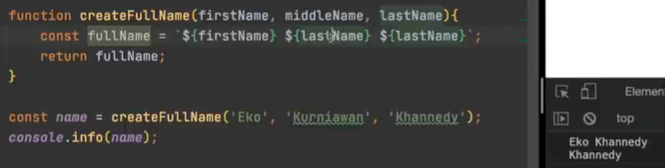 function createFullName(firstName, middleName, lastName){
const fullName = `${firstName} ${lastName} ${lastName}`;
return fullName;
}
const name = createFullName('Eko', 'Kurniawan', 'Khannedy');
console.info(name);
Elemen
top
Eko Khannedy
Khannedy